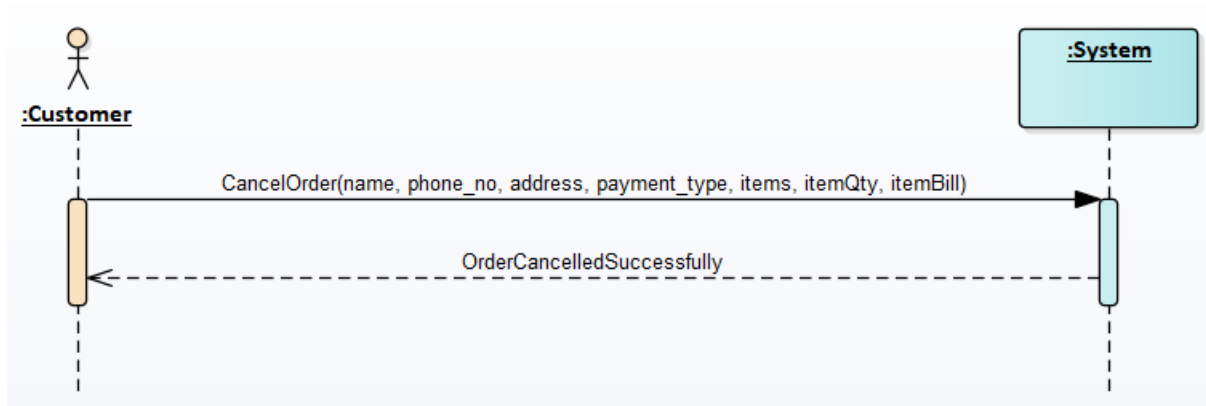 :System
:Customer
CancelOrder(name, phone_no, address, payment_type, items, itemQty, itemBill)
OrderCancelledSuccessfully